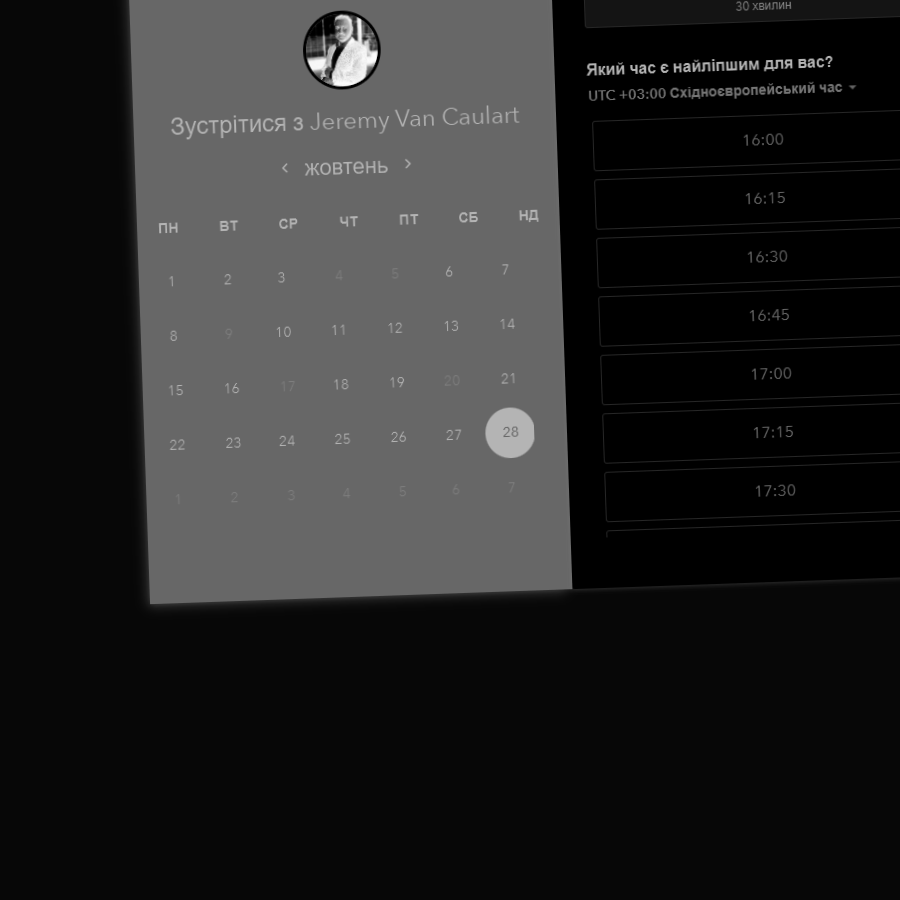 Зустрітися з Jeremy Van Caulart
жовтень
ПН ВТ СР ЧТ ПТ СБ НД
1 2 3 4 5 6 7
8 9 10 11 12 13 14
15 16 17 18 19 20 21
22 23 24 25 26 27 28
1 2 3 4 5 6 7
30 хвилин
Який час є найліпшим для вас?
UTC +03:00 Східноєвропейський час
16:00
16:15
16:30
16:45
17:00
17:15
17:30